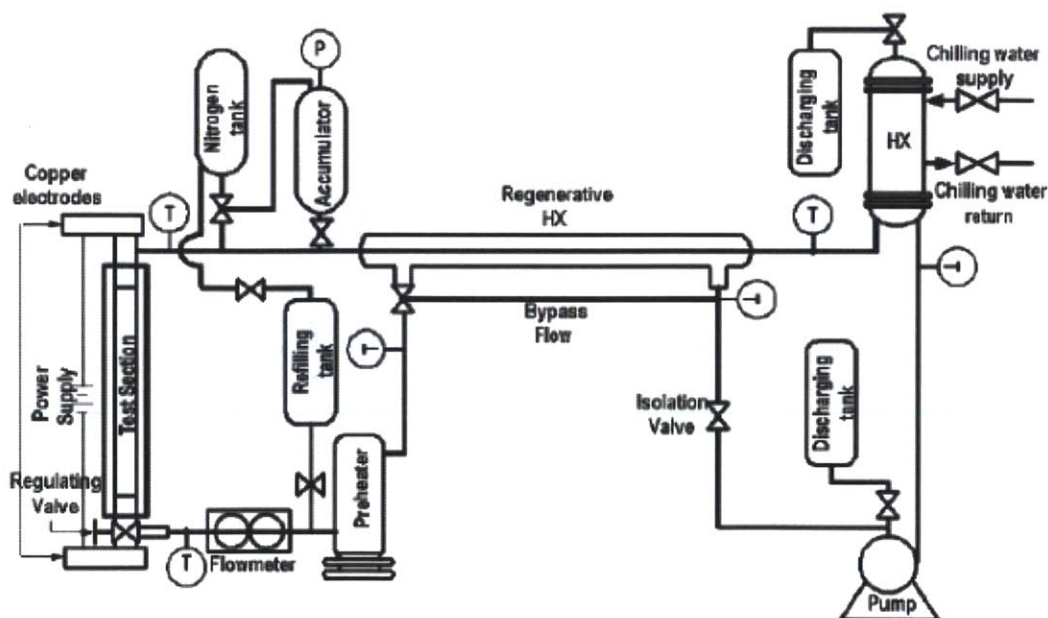 P
Nitrogen
tank
Accumulator
Discharging
tank
Chilling water
supply
HX
Chilling water
return
Copper
electrodes
T
Regenerative
HX
T
T
Bypass
Flow
T
T
Refilling
tank
Power
Supply
Test Section
Isolation
Valve
Discharging
tank
Regulating
Valve
Preheater
T
Flowmeter
Pump